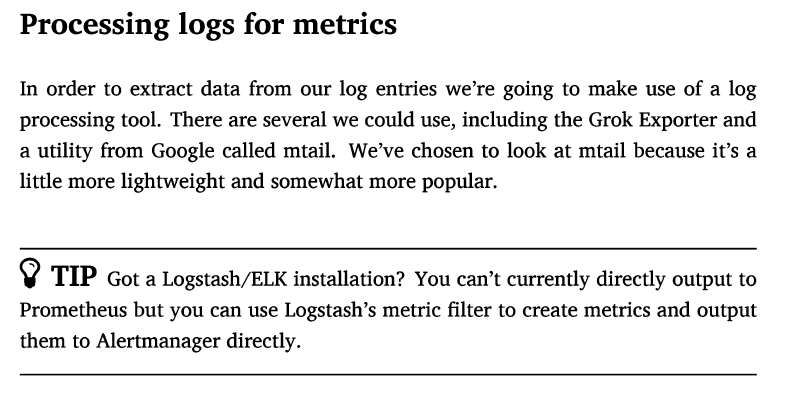 Processing logs for metrics
In order to extract data from our log entries we’re going to make use of a log
processing tool. There are several we could use, including the Grok Exporter and
a utility from Google called mtail. We’ve chosen to look at mtail because it’s a
little more lightweight and somewhat more popular.
TIP Got a Logstash/ELK installation? You can’t currently directly output to
Prometheus but you can use Logstash’s metric filter to create metrics and output
them to Alertmanager directly.